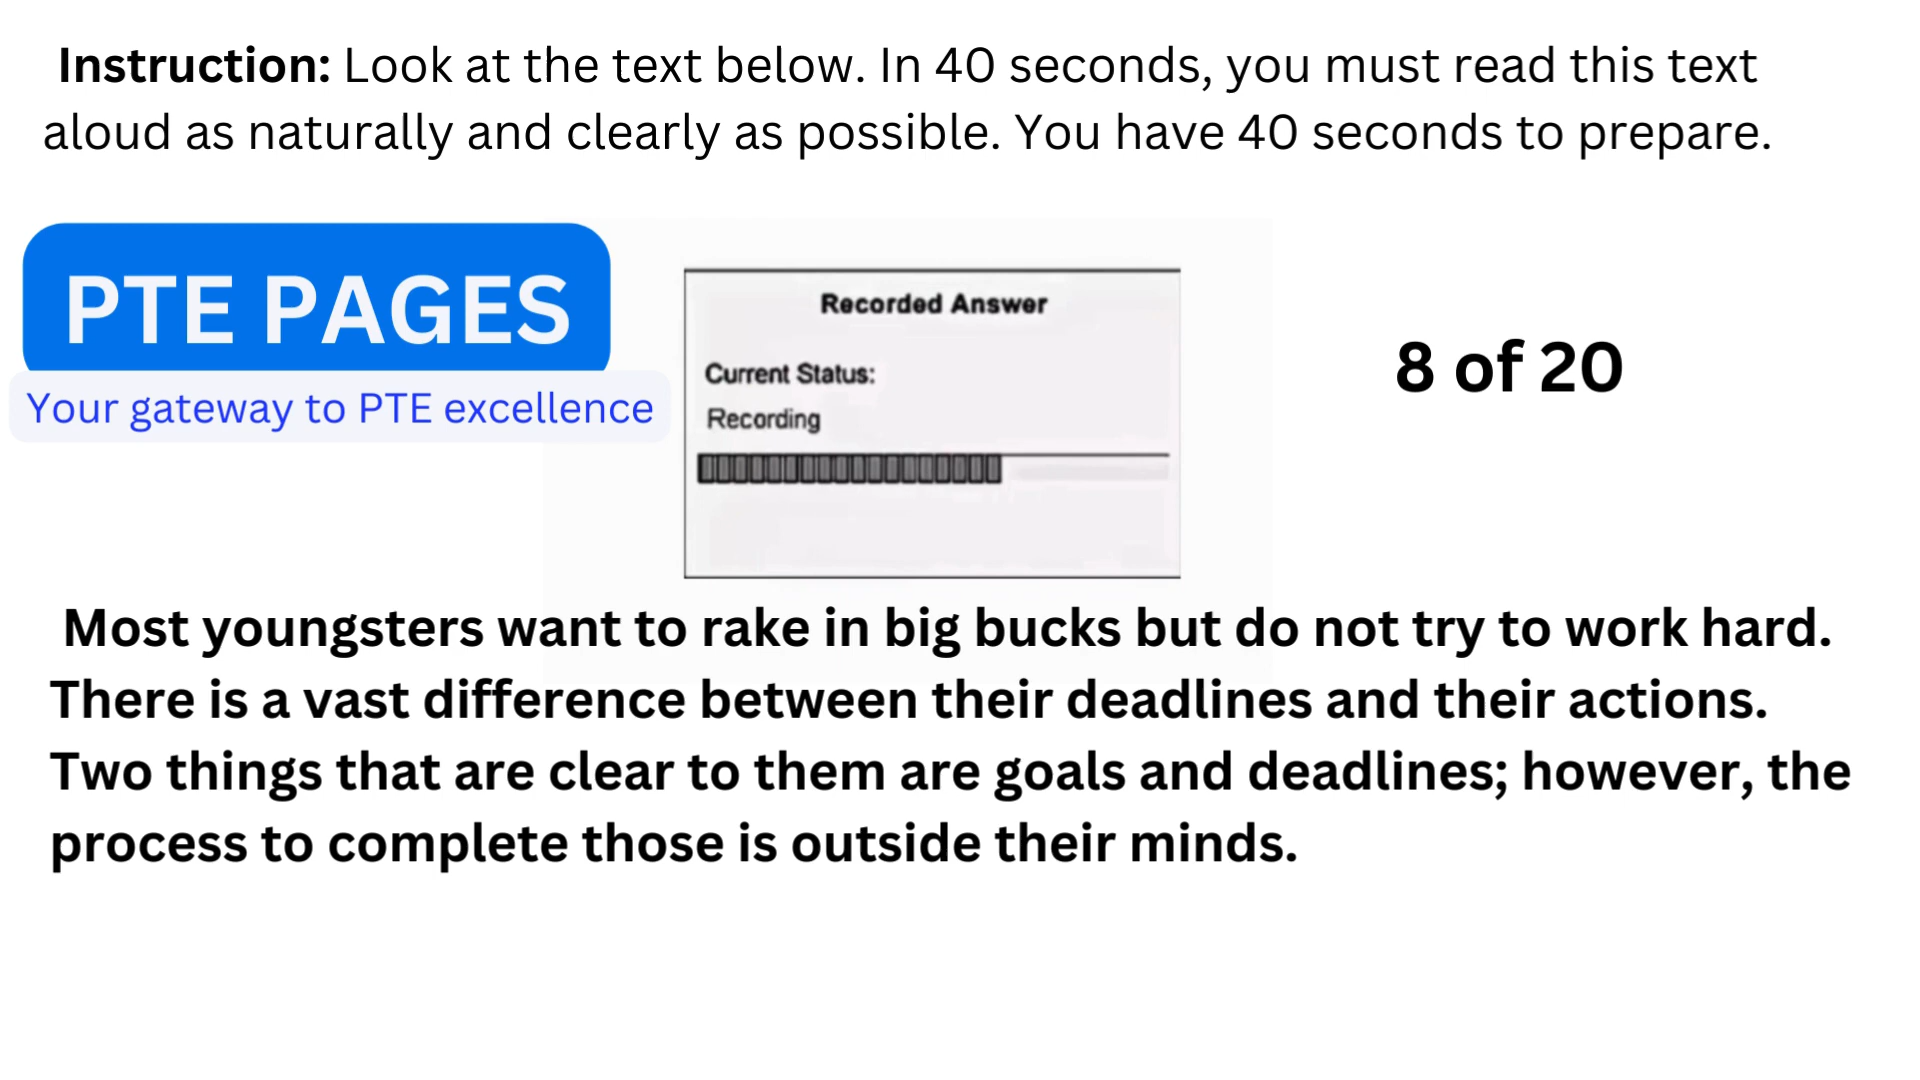 Instruction: Look at the text below. In 40 seconds, you must read this text
aloud as naturally and clearly as possible. You have 40 seconds to prepare.
PTE PAGES
Your gateway to PTE excellence
Recorded Answer
Current Status:
Recording
8 of 20
Most youngsters want to rake in big bucks but do not try to work hard.
There is a vast difference between their deadlines and their actions.
Two things that are clear to them are goals and deadlines; however, the
process to complete those is outside their minds.